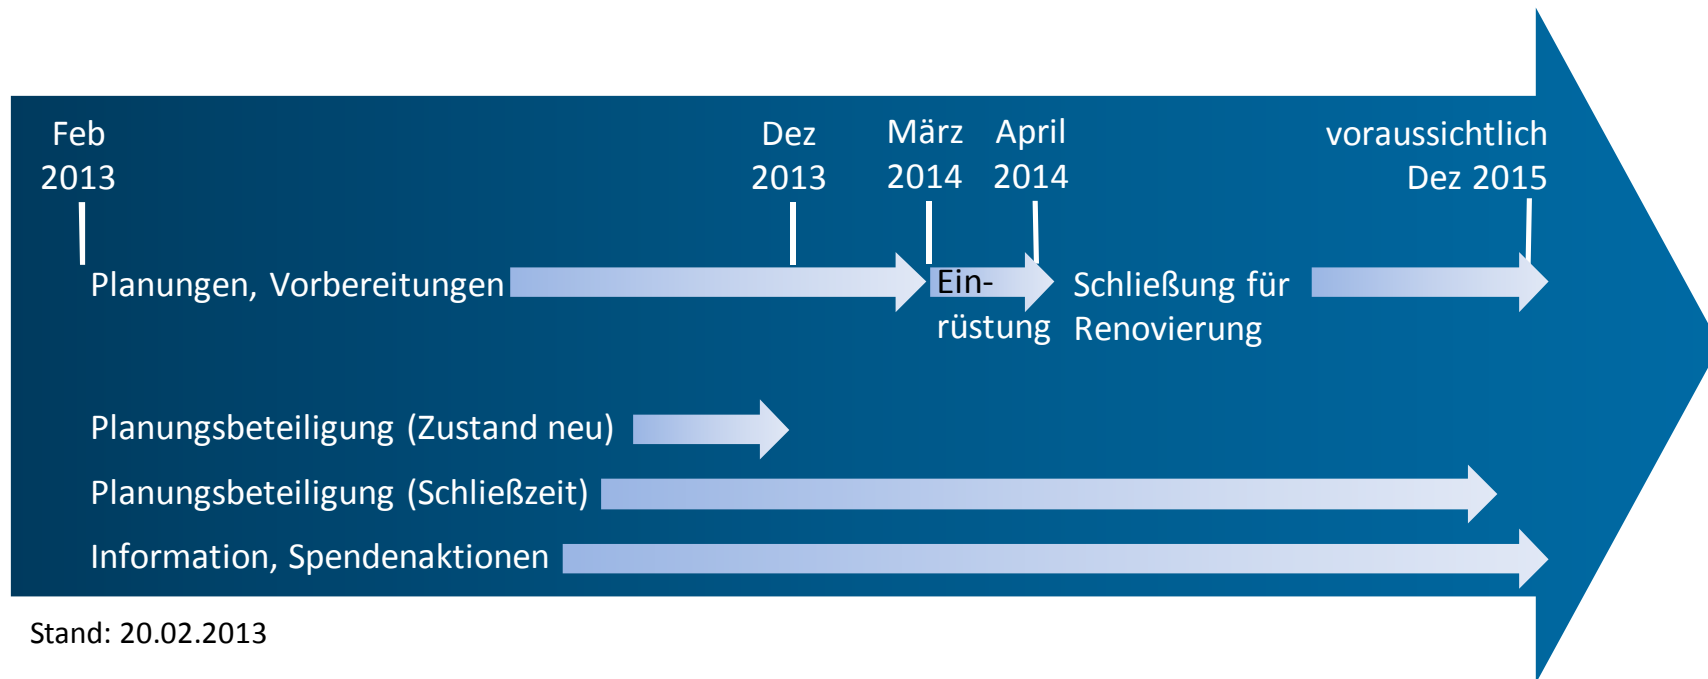 Feb
2013
Dez
2013
März
2014
April
2014
voraussichtlich
Dez 2015
Planungen, Vorbereitungen
Ein-
rüstung
Schließung für
Renovierung
Planungsbeteiligung (Zustand neu)
Planungsbeteiligung (Schließzeit)
Information, Spendenaktionen
Stand: 20.02.2013